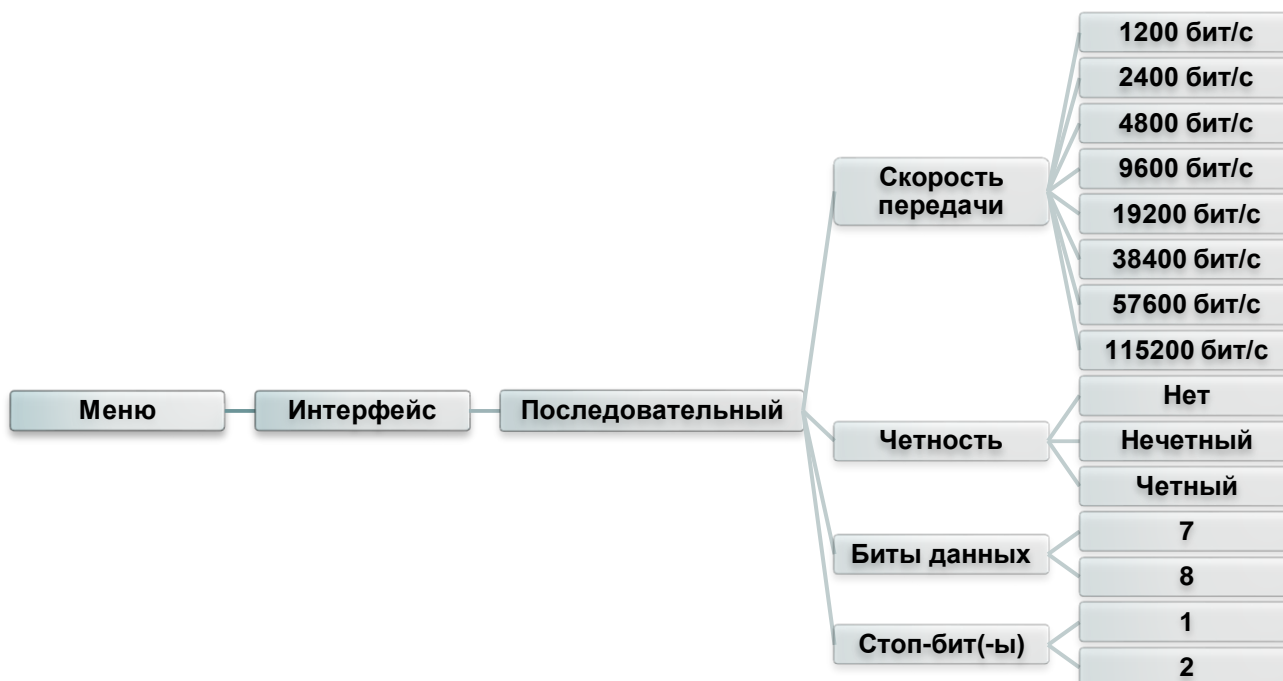 Меню
Интерфейс
Последовательный
Скорость
передачи
1200 бит/с
2400 бит/с
4800 бит/с
9600 бит/с
19200 бит/с
38400 бит/с
57600 бит/с
115200 бит/с
Четность
Нет
Нечетный
Четный
Биты данных
7
8
Стоп-бит(-ы)
1
2